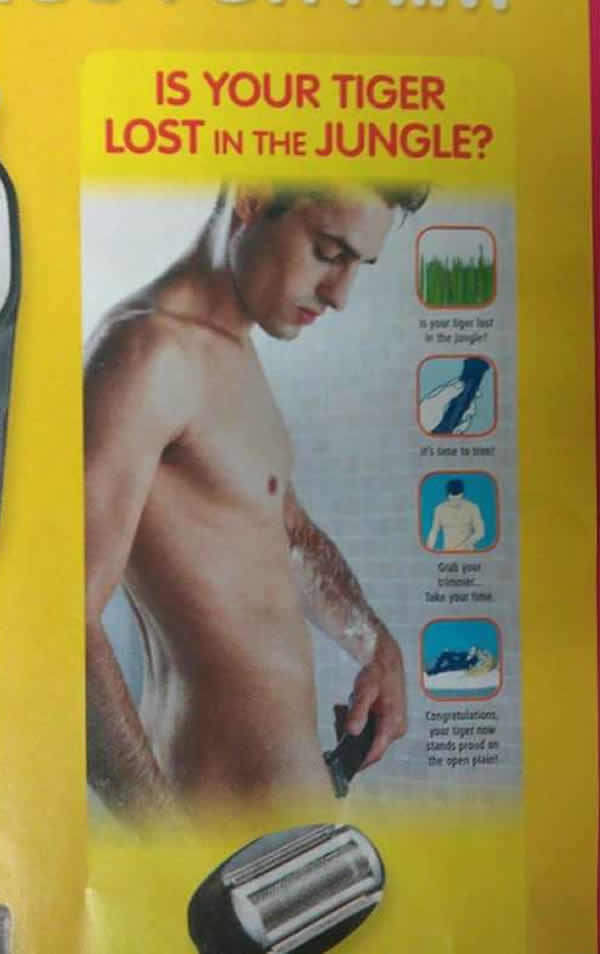 IS YOUR TIGER
LOST IN THE JUNGLE?
Is your tiger lost
in the jungle?
It's time to trim!
Grab your
trimmer...
Take your time.
Congratulations,
your tiger now
stands proud on
the open plain!